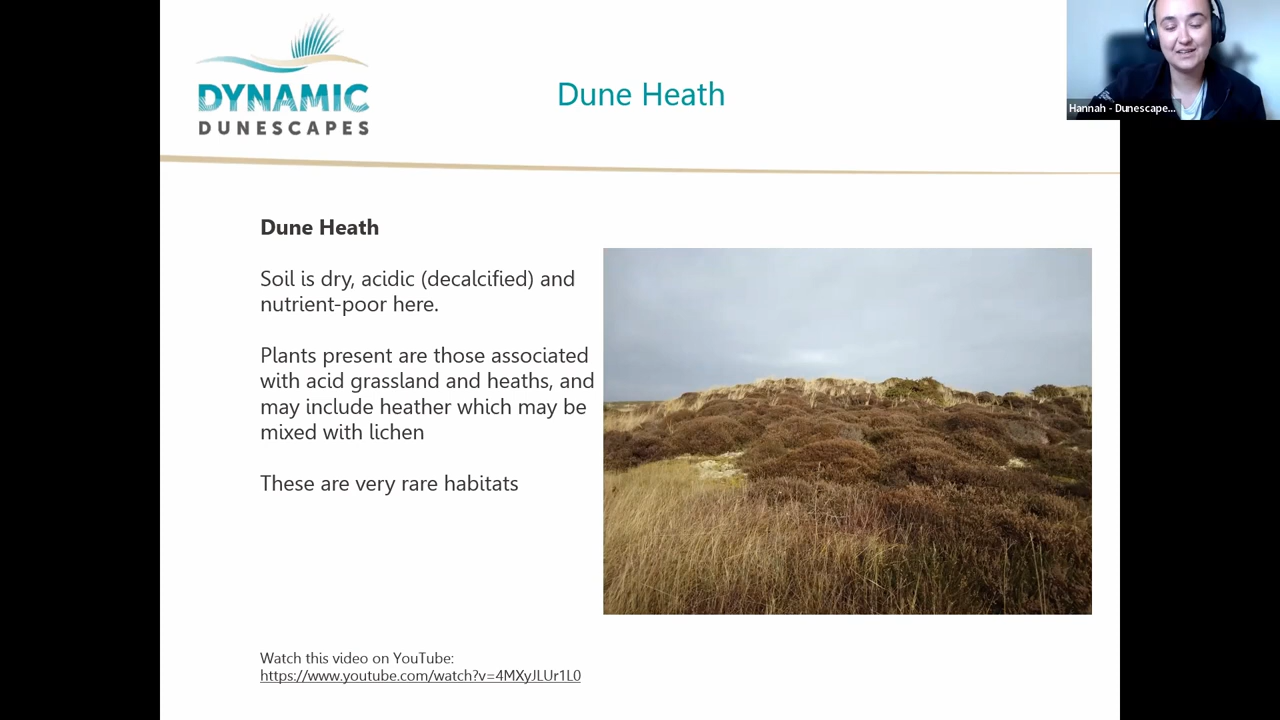 DYNAMIC
DUNESCAPES
Dune Heath
Hannah - Dunescape...
Dune Heath
Soil is dry, acidic (decalcified) and
nutrient-poor here.
Plants present are those associated
with acid grassland and heaths, and
may include heather which may be
mixed with lichen
These are very rare habitats
Watch this video on YouTube:
https://www.youtube.com/watch?v=4MXyJLUr1L0